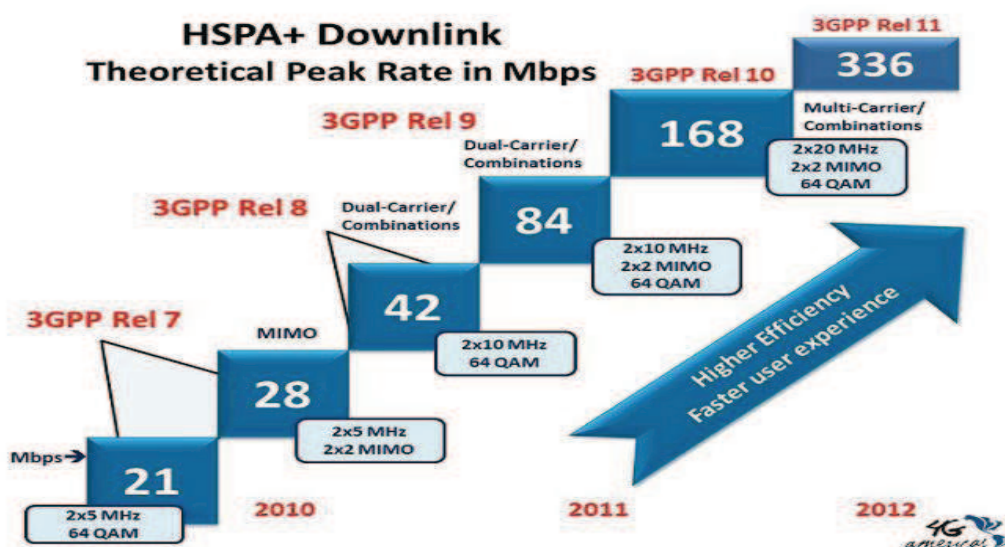 HSPA+ Downlink
Theoretical Peak Rate in Mbps
3GPP Rel 11
336
3GPP Rel 10
168
Multi-Carrier/
Combinations
2x20 MHz
2x2 MIMO
64 QAM
3GPP Rel 9
Dual-Carrier/
Combinations
84
2x10 MHz
2x2 MIMO
64 QAM
3GPP Rel 8
Dual-Carrier/
Combinations
42
2x10 MHz
64 QAM
3GPP Rel 7
MIMO
28
2x5 MHz
2x2 MIMO
Mbps→
21
2x5 MHz
64 QAM
Higher Efficiency
Faster user experience
2010
2011
2012
4G
americas